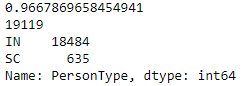 0.9667869658454941
19119
IN    18484
SC      635
Name: PersonType, dtype: int64